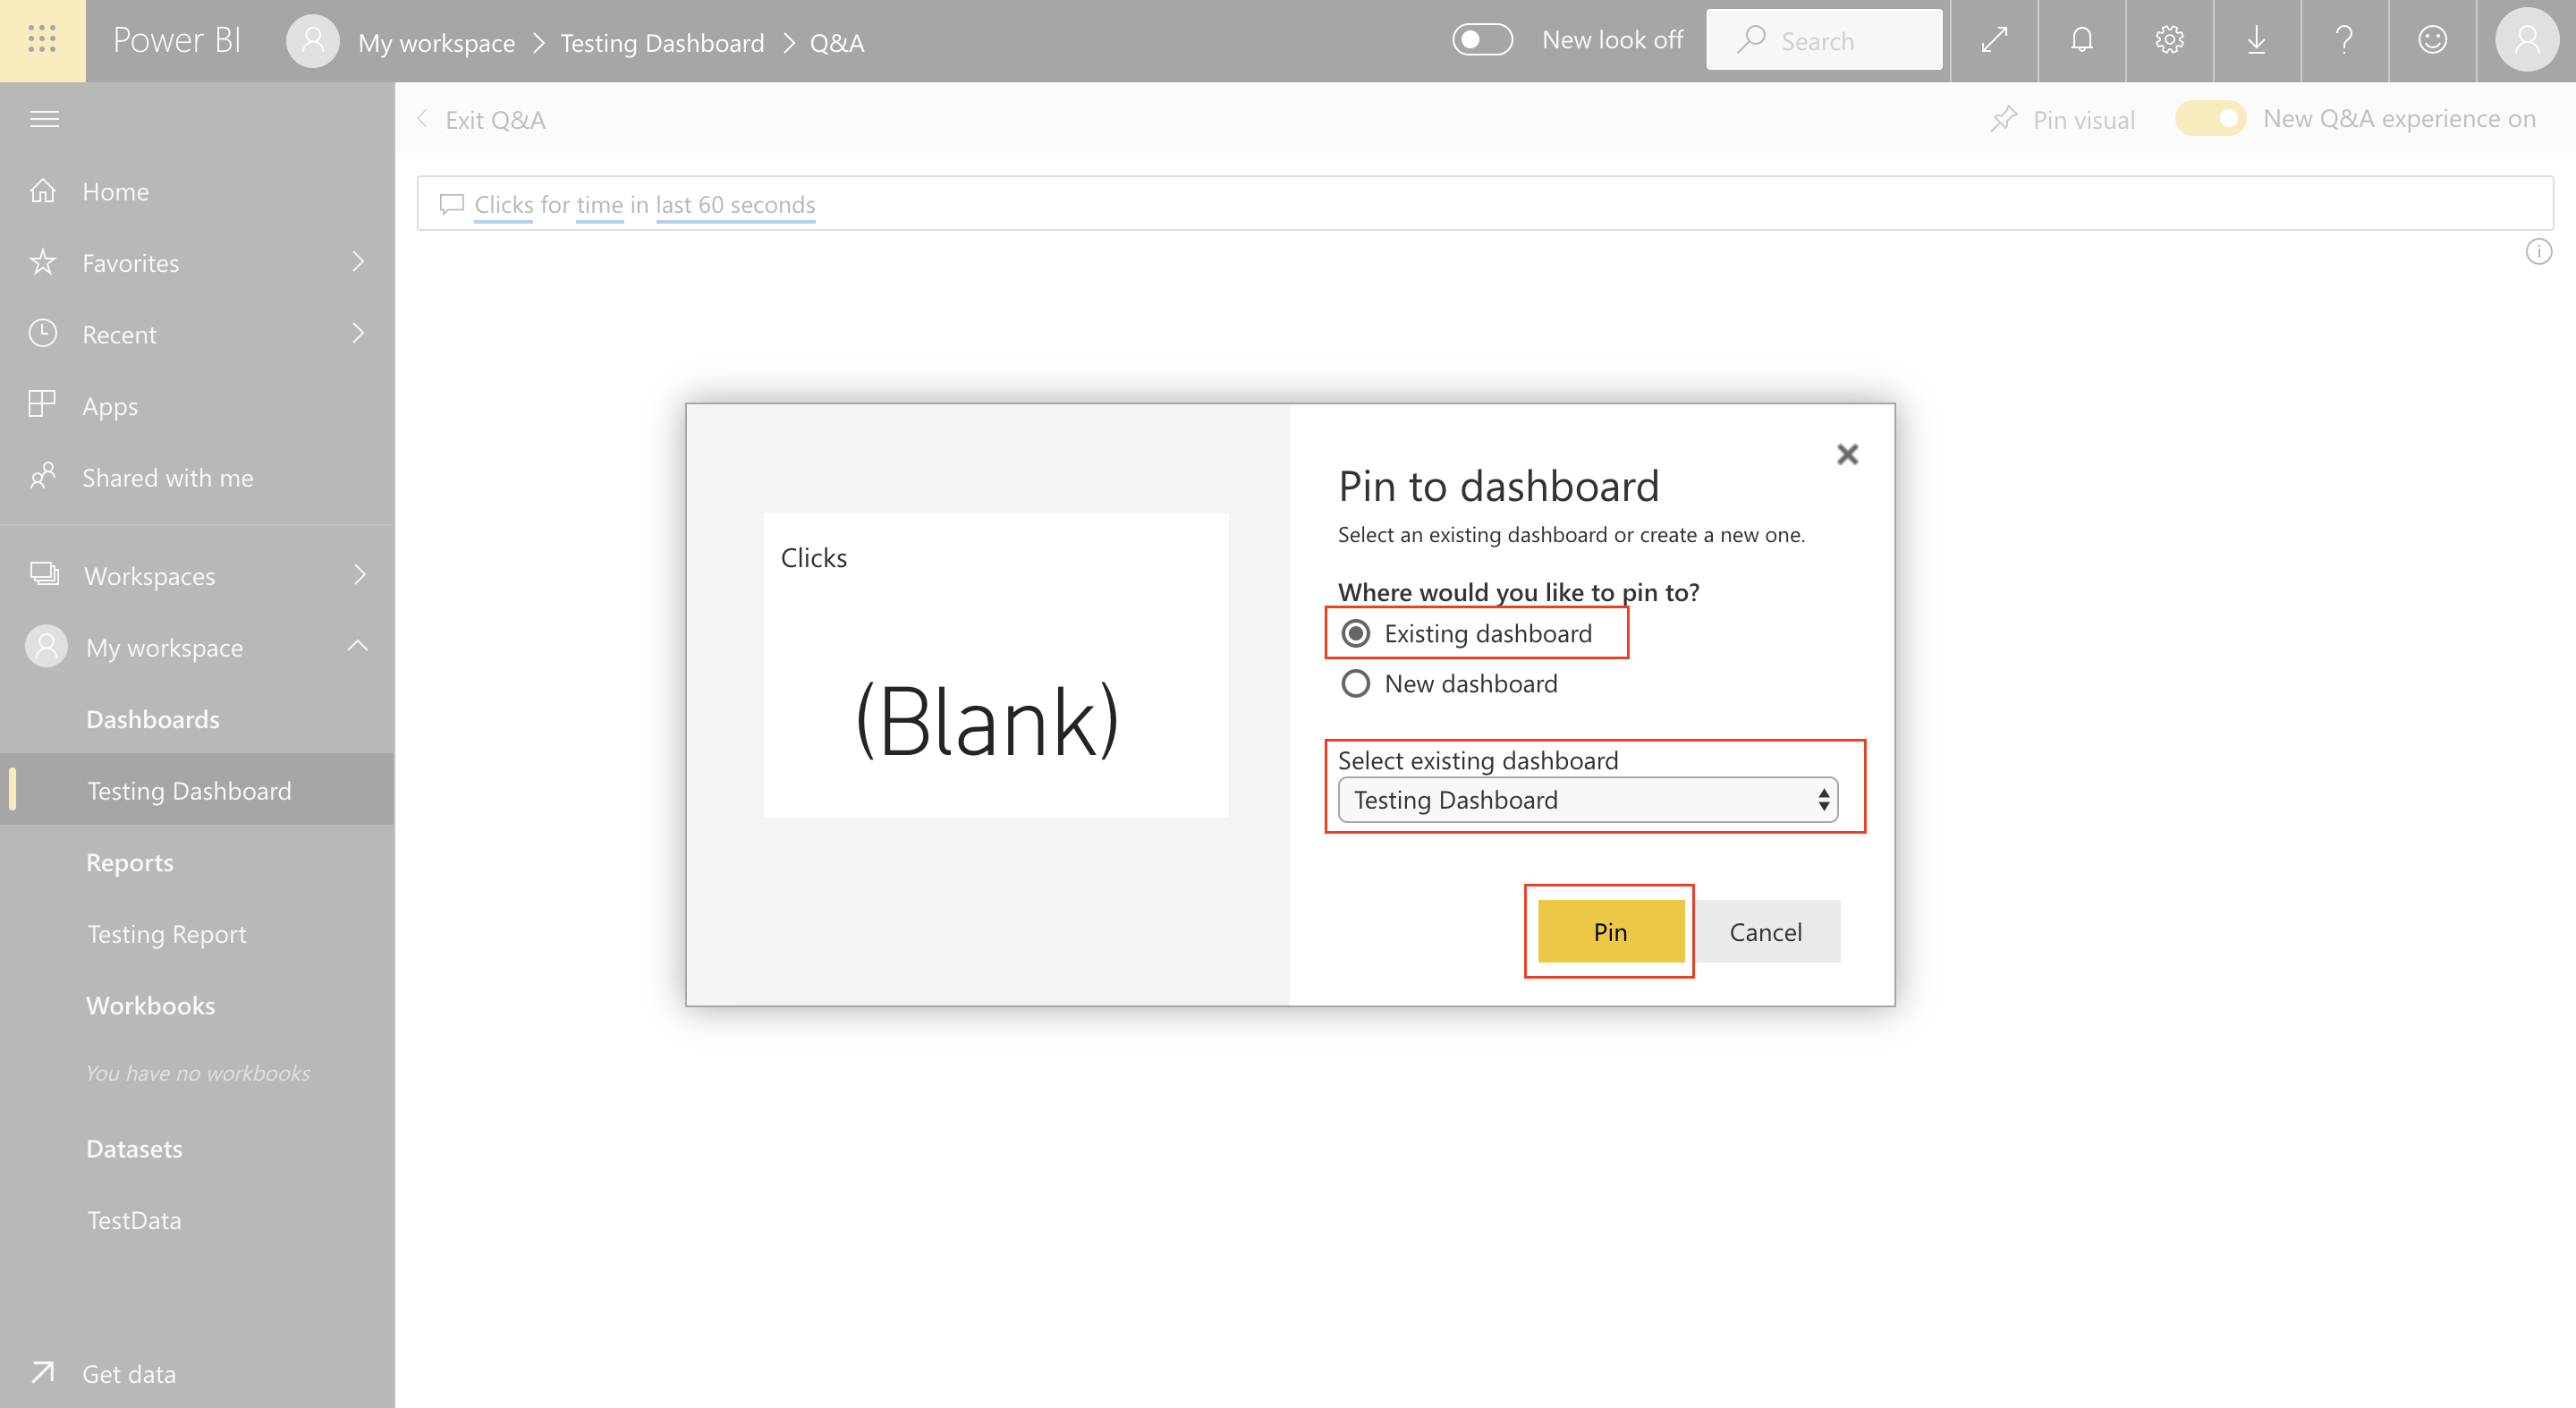 Power BI
My workspace > Testing Dashboard > Q&A
New look off
Search
Exit Q&A
Pin visual
New Q&A experience on
Clicks for time in last 60 seconds
Home
Favorites
Recent
Apps
Shared with me
Workspaces
My workspace
Dashboards
Testing Dashboard
Reports
Testing Report
Workbooks
You have no workbooks
Datasets
TestData
Get data
Clicks
(Blank)
Pin to dashboard
Select an existing dashboard or create a new one.
Where would you like to pin to?
Existing dashboard
New dashboard
Select existing dashboard
Testing Dashboard
Pin
Cancel